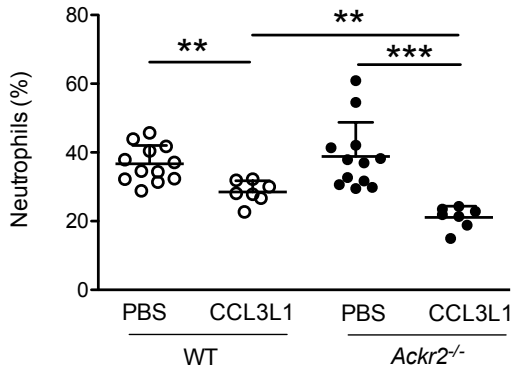 **
**
***
80
60
40
20
0
Neutrophils (%)
PBS CCL3L1 PBS CCL3L1
WT Ackr2-/-